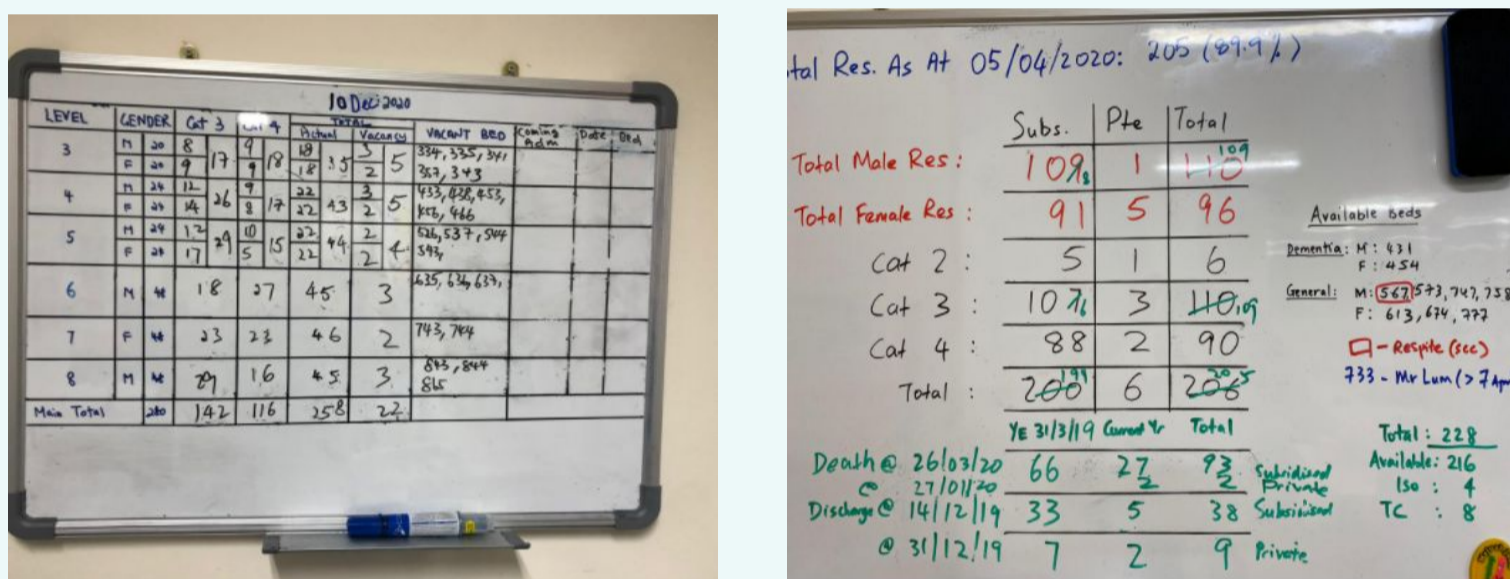 10 Dec 2020
LEVEL GENDER Cat 3 Cat 4 TOTAL VACANT BED Coming Adm Date Bed
Actual Vacancy
3 M 20 8 17 9 18 18 35 3 5 334, 335, 341,
F 20 9 9 18 2 343
4 M 24 12 26 9 17 22 43 3 5 433, 438, 453,
F 24 14 8 22 2 466
5 M 24 12 29 10 15 22 44 2 4 526, 537, 544
F 24 17 5 22 2 543,
6 M 18 27 45 3 635, 636, 637,
7 F 23 23 46 2 743, 744
8 M 29 16 45 3 843, 844
865
Main Total 280 142 116 258 22
tal Res. As At 05/04/2020: 205 (89.9%)
Subs. Pte Total
Total Male Res: 109 8 1 110 109
Total Female Res: 91 5 96
Cat 2: 5 1 6
Cat 3: 107 6 3 110 109
Cat 4: 88 2 90
Total: 200 199 6 206 205
YE 31/3/19 Current Yr Total
Death @ 26/03/20 66 27 93 Subsidised
@ 27/01/20 2 2 Private
Discharge @ 14/12/19 33 5 38 Subsidised
@ 31/12/19 7 2 9 Private
Available Beds
Dementia: M: 431
F: 454
General: M: 567, 573, 747, 758
F: 613, 674, 777
- Respite (scc)
733 - Mr Lum (> 7 Apr
Total: 228
Available: 216
Iso: 4
TC: 8